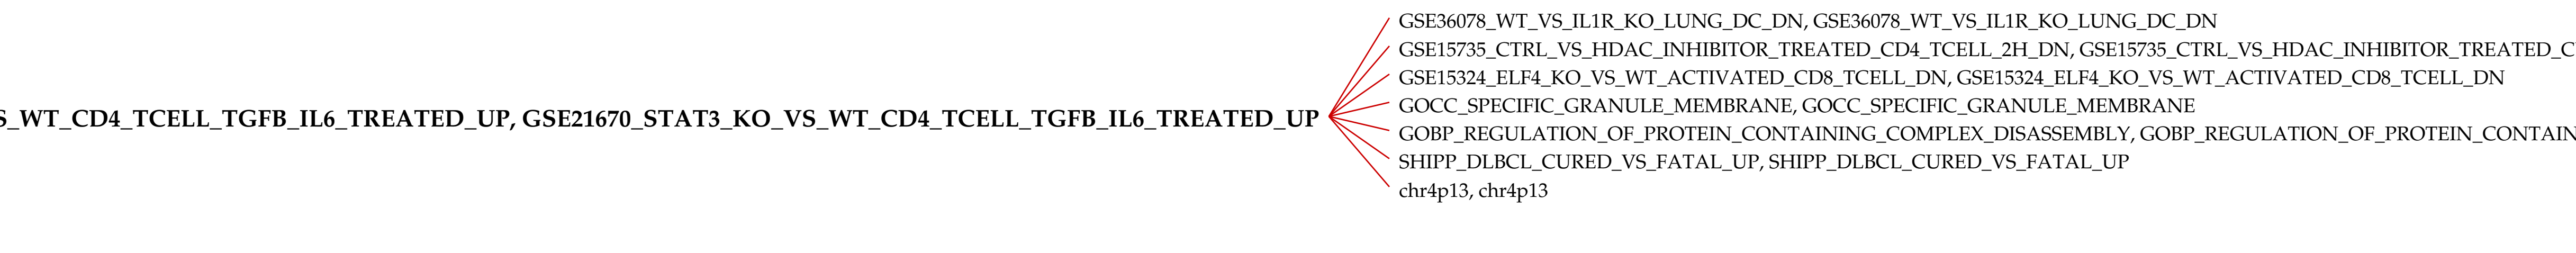 GSE36078_WT_VS_IL1R_KO_LUNG_DC_DN, GSE36078_WT_VS_IL1R_KO_LUNG_DC_DN
GSE15735_CTRL_VS_HDAC_INHIBITOR_TREATED_CD4_TCELL_2H_DN, GSE15735_CTRL_VS_HDAC_INHIBITOR_TREATED_C
GSE15324_ELF4_KO_VS_WT_ACTIVATED_CD8_TCELL_DN, GSE15324_ELF4_KO_VS_WT_ACTIVATED_CD8_TCELL_DN
GOCC_SPECIFIC_GRANULE_MEMBRANE, GOCC_SPECIFIC_GRANULE_MEMBRANE
S_WT_CD4_TCELL_TGFB_IL6_TREATED_UP, GSE21670_STAT3_KO_VS_WT_CD4_TCELL_TGFB_IL6_TREATED_UP
GOBP_REGULATION_OF_PROTEIN_CONTAINING_COMPLEX_DISASSEMBLY, GOBP_REGULATION_OF_PROTEIN_CONTAIN
SHIPP_DLBCL_CURED_VS_FATAL_UP, SHIPP_DLBCL_CURED_VS_FATAL_UP
chr4p13, chr4p13